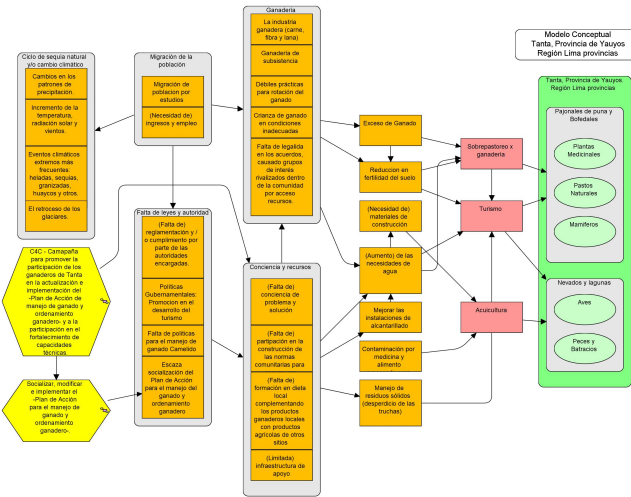 Modelo Conceptual
Tanta, Provincia de Yauyos
Región Lima provincias
Ciclo de sequia natural
y/o cambio climático
Cambios en los
patrones de
precipitación.
Incremento de la
temperatura,
radiación solar y
vientos.
Eventos climáticos
extremos más
frecuentes:
heladas, sequias,
granizadas,
huaycos y otros.
El retroceso de los
glaciares.
C4C - Camapaña
para promover la
participación de los
ganaderos de Tanta
en la actualización e
implementación del
-Plan de Acción de
manejo de ganado y
ordenamiento
ganadero- y a la
participación en el
fortalecimiento de
capacidades
técnicas.
Socializar, modificar
e implementar el
-Plan de Acción
para el manejo de
ganado y
ordenamiento
ganadero-.
Migración de la
población
Migración de
poblacion por
estudios
(Necesidad) de
ingresos y empleo
Falta de leyes y autoridad
(Falta) de
reglamentación y /
o cumplimiento por
parte de las
autoridades
encargadas.
Políticas
Gubernamentales:
Promocion en el
desarrollo del
turismo
Falta de políticas
para el manejo de
ganado Camelido
Escaza
socialización del
Plan de Acción
para el manejo del
ganado y
ordenamiento
ganadero
Ganadería
La industria
ganadera (carne,
fibra y lana)
Ganadería de
subsistencia
Débiles prácticas
para rotación del
ganado
Crianza de ganado
en condiciones
inadecuadas
Falta de legalida
en los acuerdos,
causado grupos
de interés
rivalizados dentro
de la comunidad
por acceso
recursos.
Conciencia y recursos
(Falta) de
conciencia de
problema y
solución
(Falta) de
partipación en la
construcción de
las normas
comunitarias para
(Falta) de
formación en dieta
local
complementando
los productos
ganaderos locales
con productos
agrícolas de otros
sitios
(Limitada)
infraestructura de
apoyo
Exceso de Ganado
Reduccion en
fertilidad del suelo
(Necesidad) de
materiales de
construcción
(Aumento) de las
necesidades de
agua
Mejorar las
instalaciones de
alcantarillado
Contaminación por
medicina y
alimento
Manejo de
residuos sólidos
(desperdicio de las
truchas)
Sobrepastoreo x
ganadería
Turismo
Acuicultura
Tanta, Provincia de Yauyos
Región Lima provincias
Pajonales de puna y
Bofedales
Plantas
Medicinales
Pastos
Naturales
Mamíferos
Nevados y lagunas
Aves
Peces y
Batracios